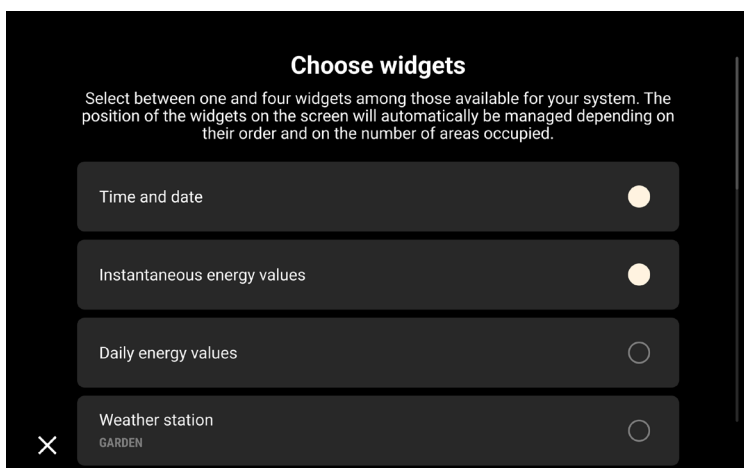 Choose widgets
Select between one and four widgets among those available for your system. The
position of the widgets on the screen will automatically be managed depending on
their order and on the number of areas occupied.
Time and date
Instantaneous energy values
Daily energy values
Weather station
GARDEN